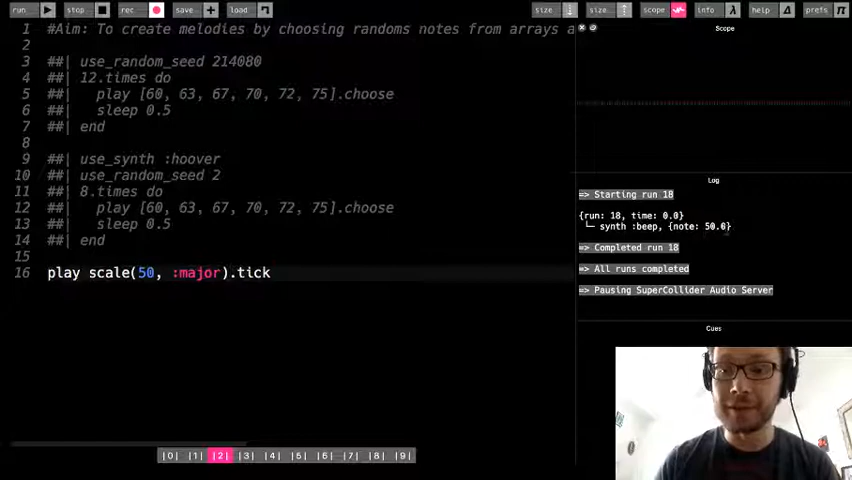 run stop rec save load size size scope info help prefs
1 #Aim: To create melodies by choosing randoms notes from arrays a
2
3 ##| use_random_seed 214080
4 ##| 12.times do
5 ##|   play [60, 63, 67, 70, 72, 75].choose
6 ##|   sleep 0.5
7 ##| end
8
9 ##| use_synth :hoover
10 ##| use_random_seed 2
11 ##| 8.times do
12 ##|   play [60, 63, 67, 70, 72, 75].choose
13 ##|   sleep 0.5
14 ##| end
15
16 play scale(50, :major).tick
Scope
Log
=> Starting run 18
{run: 18, time: 0.0}
└─ synth :beep, {note: 50.0}
=> Completed run 18
=> All runs completed
=> Pausing SuperCollider Audio Server
Cues
|0| |1| |2| |3| |4| |5| |6| |7| |8| |9|